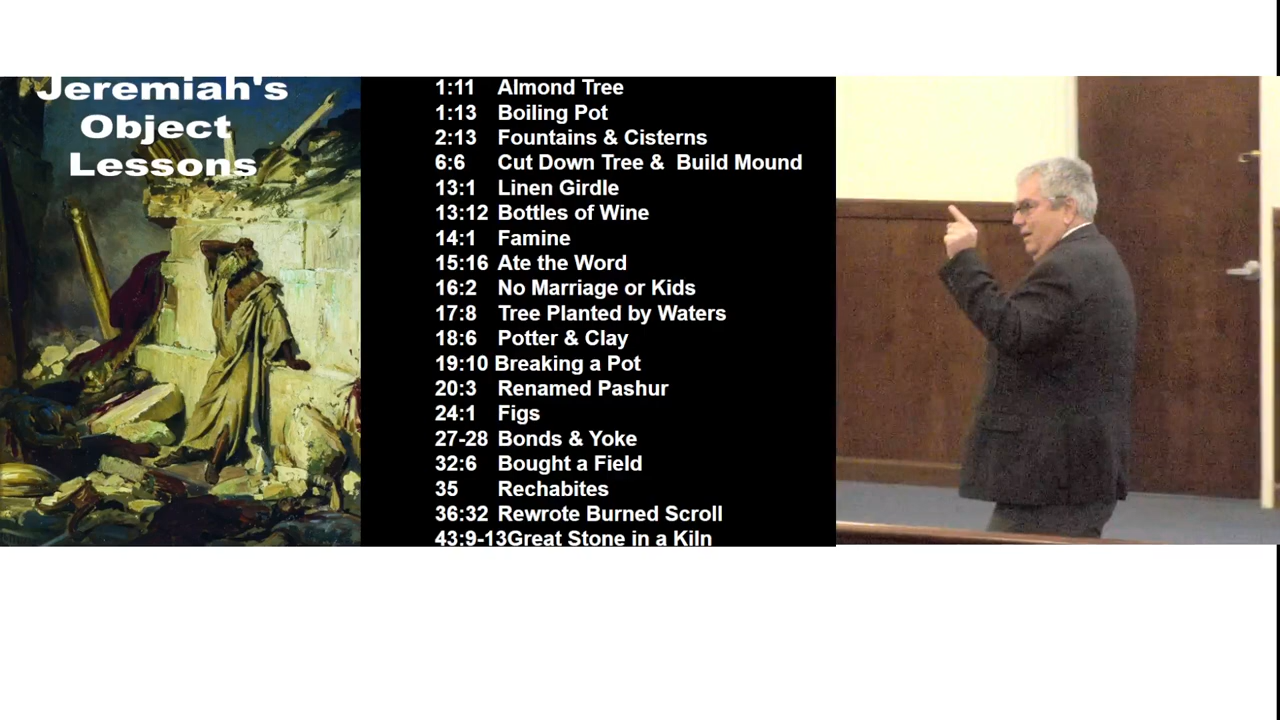 Jeremiah's
Object
Lessons
1:11 Almond Tree
1:13 Boiling Pot
2:13 Fountains & Cisterns
6:6 Cut Down Tree & Build Mound
13:1 Linen Girdle
13:12 Bottles of Wine
14:1 Famine
15:16 Ate the Word
16:2 No Marriage or Kids
17:8 Tree Planted by Waters
18:6 Potter & Clay
19:10 Breaking a Pot
20:3 Renamed Pashur
24:1 Figs
27-28 Bonds & Yoke
32:6 Bought a Field
35 Rechabites
36:32 Rewrote Burned Scroll
43:9-13Great Stone in a Kiln